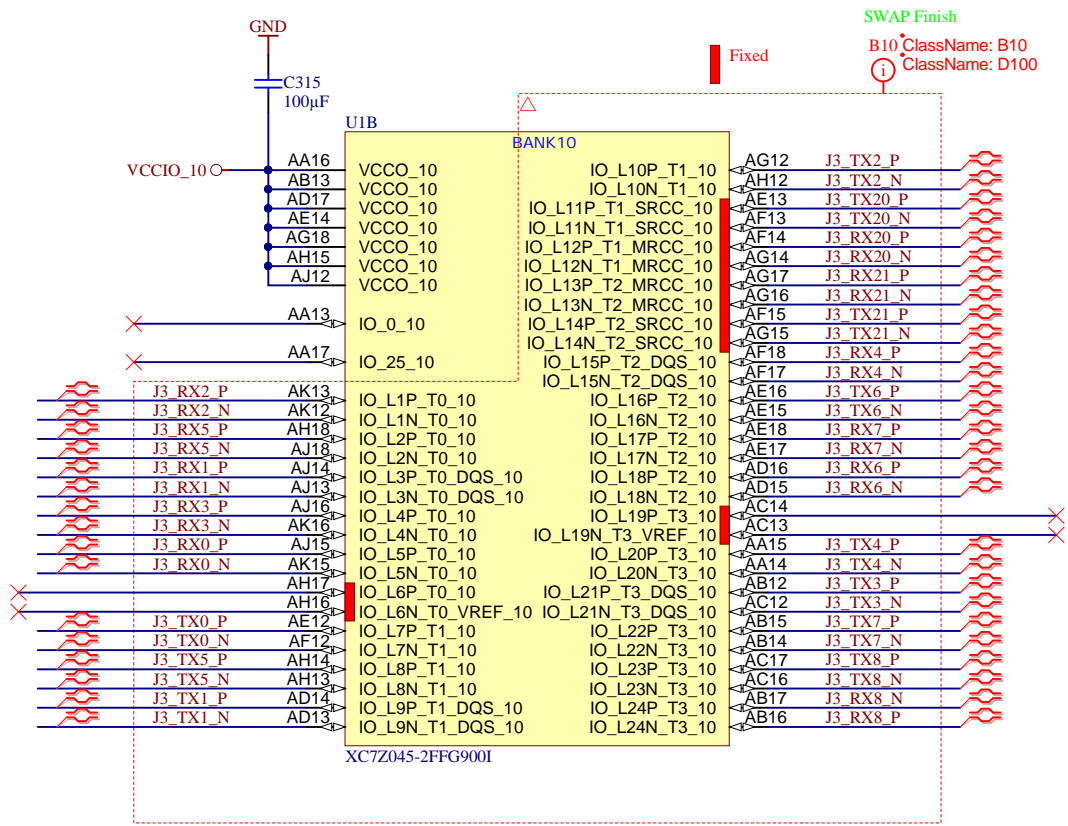 SWAP Finish
GND
B10 ClassName: B10
ClassName: D100
i
Fixed
C315
100µF
U1B
BANK10
VCCIO_10
AA16 VCCO_10
AB13 VCCO_10
AD17 VCCO_10
AE14 VCCO_10
AG18 VCCO_10
AH15 VCCO_10
AJ12 VCCO_10
AA13 IO_0_10
AA17 IO_25_10
J3_RX2_P AK13 IO_L1P_T0_10
J3_RX2_N AK12 IO_L1N_T0_10
J3_RX5_P AH18 IO_L2P_T0_10
J3_RX5_N AJ18 IO_L2N_T0_10
J3_RX1_P AJ14 IO_L3P_T0_DQS_10
J3_RX1_N AJ13 IO_L3N_T0_DQS_10
J3_RX3_P AJ16 IO_L4P_T0_10
J3_RX3_N AK16 IO_L4N_T0_10
J3_RX0_P AJ15 IO_L5P_T0_10
J3_RX0_N AK15 IO_L5N_T0_10
AH17 IO_L6P_T0_10
AH16 IO_L6N_T0_VREF_10
J3_TX0_P AE12 IO_L7P_T1_10
J3_TX0_N AF12 IO_L7N_T1_10
J3_TX5_P AH14 IO_L8P_T1_10
J3_TX5_N AH13 IO_L8N_T1_10
J3_TX1_P AD14 IO_L9P_T1_DQS_10
J3_TX1_N AD13 IO_L9N_T1_DQS_10
IO_L10P_T1_10 AG12 J3_TX2_P
IO_L10N_T1_10 AH12 J3_TX2_N
IO_L11P_T1_SRCC_10 AE13 J3_TX20_P
IO_L11N_T1_SRCC_10 AF13 J3_TX20_N
IO_L12P_T1_MRCC_10 AF14 J3_RX20_P
IO_L12N_T1_MRCC_10 AG14 J3_RX20_N
IO_L13P_T2_MRCC_10 AG17 J3_RX21_P
IO_L13N_T2_MRCC_10 AG16 J3_RX21_N
IO_L14P_T2_SRCC_10 AF15 J3_TX21_P
IO_L14N_T2_SRCC_10 AG15 J3_TX21_N
IO_L15P_T2_DQS_10 AF18 J3_RX4_P
IO_L15N_T2_DQS_10 AF17 J3_RX4_N
IO_L16P_T2_10 AE16 J3_TX6_P
IO_L16N_T2_10 AE15 J3_TX6_N
IO_L17P_T2_10 AE18 J3_RX7_P
IO_L17N_T2_10 AE17 J3_RX7_N
IO_L18P_T2_10 AD16 J3_RX6_P
IO_L18N_T2_10 AD15 J3_RX6_N
IO_L19P_T3_10 AC14
IO_L19N_T3_VREF_10 AC13
IO_L20P_T3_10 AA15 J3_TX4_P
IO_L20N_T3_10 AA14 J3_TX4_N
IO_L21P_T3_DQS_10 AB12 J3_TX3_P
IO_L21N_T3_DQS_10 AC12 J3_TX3_N
IO_L22P_T3_10 AB15 J3_TX7_P
IO_L22N_T3_10 AB14 J3_TX7_N
IO_L23P_T3_10 AC17 J3_TX8_P
IO_L23N_T3_10 AC16 J3_TX8_N
IO_L24P_T3_10 AB17 J3_RX8_N
IO_L24N_T3_10 AB16 J3_RX8_P
XC7Z045-2FFG900I